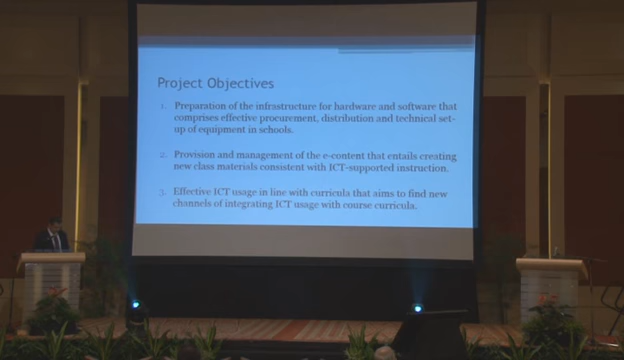 Project Objectives
1. Preparation of the infrastructure for hardware and software that
comprises effective procurement, distribution and technical set-
up of equipment in schools.
2. Provision and management of the e-content that entails creating
new class materials consistent with ICT-supported instruction.
3. Effective ICT usage in line with curricula that aims to find new
channels of integrating ICT usage with course curricula.